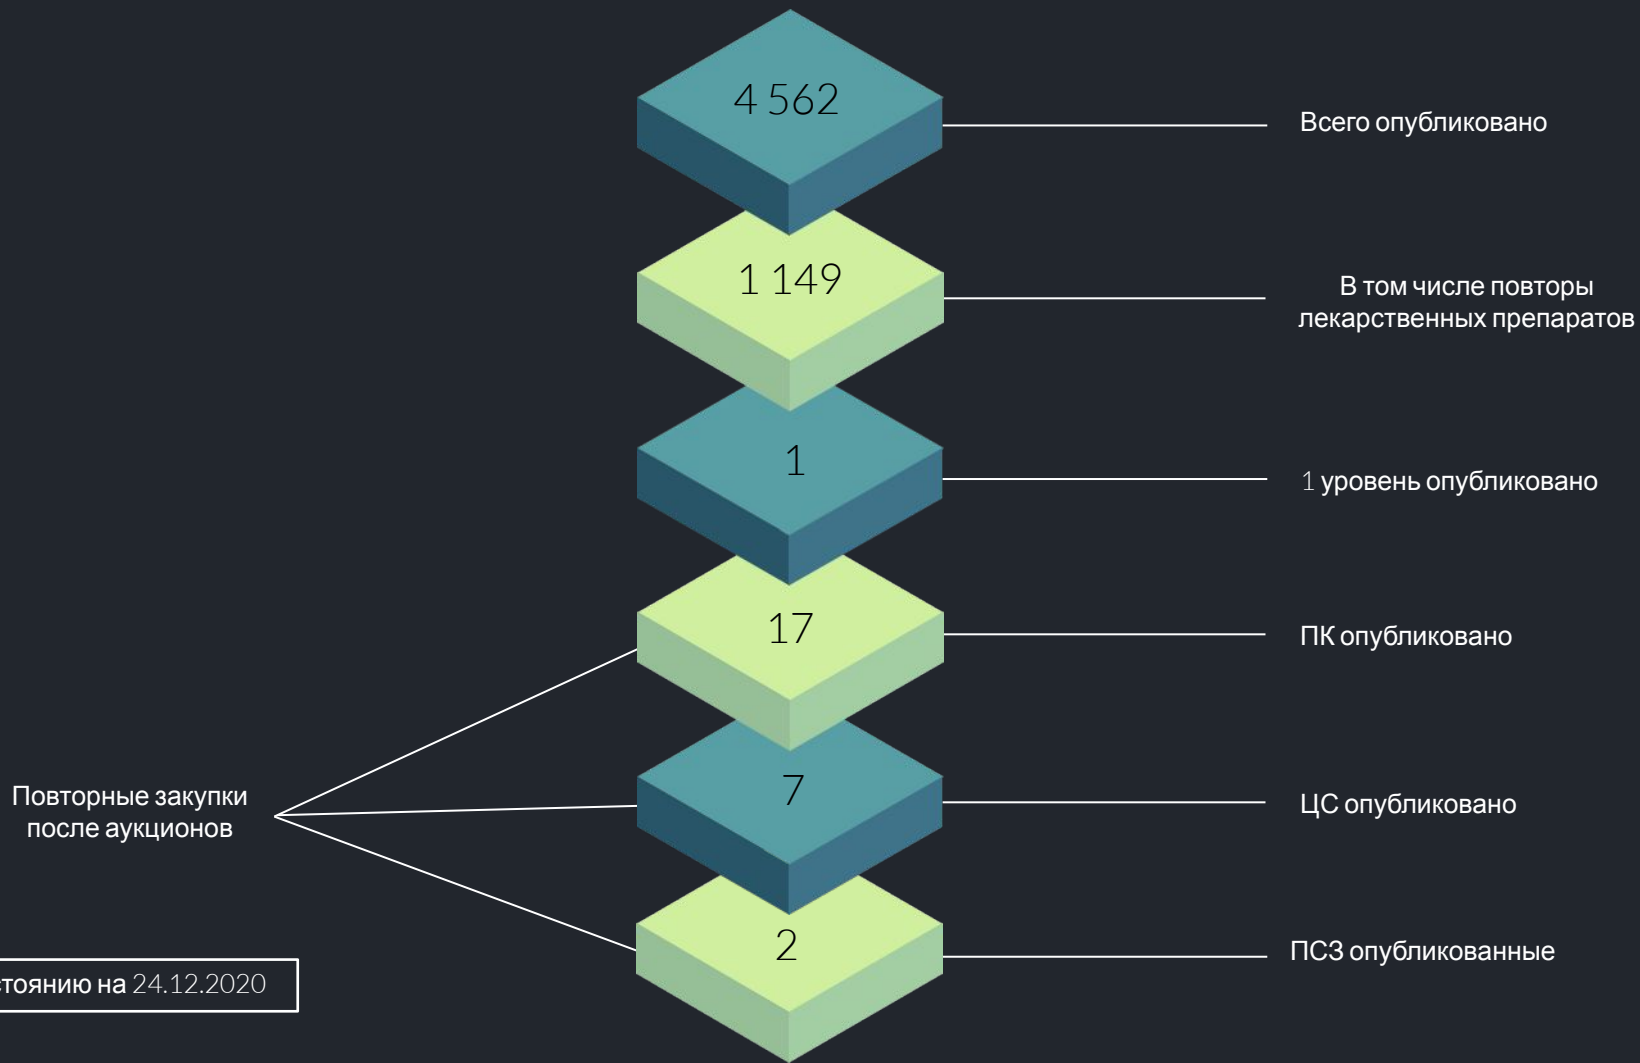 4 562
Всего опубликовано
1 149
В том числе повторы
лекарственных препаратов
1
1 уровень опубликовано
17
ПК опубликовано
Повторные закупки
после аукционов
7
ЦС опубликовано
2
ПСЗ опубликованные
на 24.12.2020